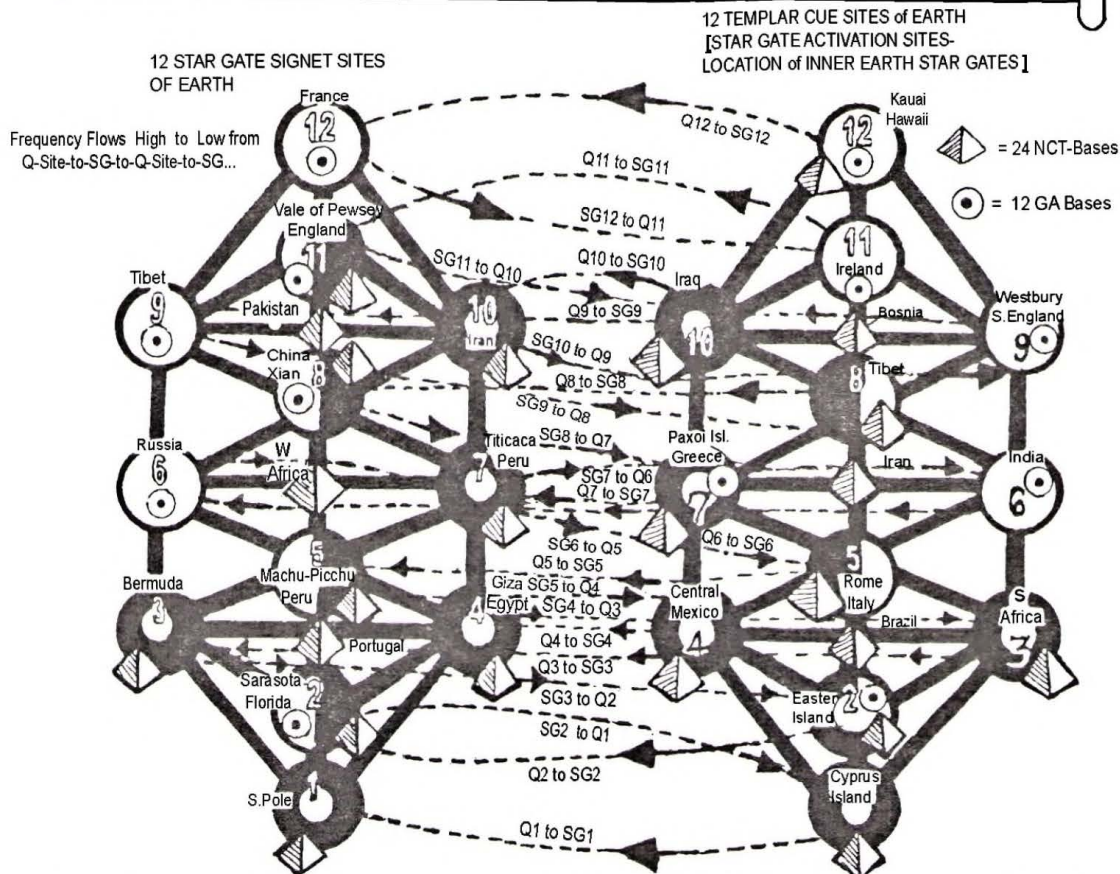 12 TEMPLAR CUE SITES of EARTH
[STAR GATE ACTIVATION SITES-
LOCATION of INNER EARTH STAR GATES]
12 STAR GATE SIGNET SITES
OF EARTH
Frequency Flows High to Low from
Q-Site-to-SG-to-Q-Site-to-SG...
= 24 NCT-Bases
= 12 GA Bases
France
12
Vale of Pewsey
England
11
Tibet
9
Pakistan
10
Iran
China
Xian
8
Russia
6
W
Africa
Titicaca
Peru
7
5
Machu-Picchu
Peru
Bermuda
3
Giza
Egypt
4
Portugal
Sarasota
Florida
2
S.Pole
1
Q12 to SG12
Q11 to SG11
SG12 to Q11
SG11 to Q10
Q10 to SG10
Q9 to SG9
SG10 to Q9
Q8 to SG8
SG9 to Q8
SG8 to Q7
SG7 to Q6
Q7 to SG7
SG6 to Q5
Q6 to SG6
Q5 to SG5
SG5 to Q4
SG4 to Q3
Q4 to SG4
Q3 to SG3
SG3 to Q2
SG2 to Q1
Q2 to SG2
Q1 to SG1
Kauai
Hawaii
12
11
Ireland
Iraq
10
Bosnia
Westbury
S.England
9
Tibet
8
Paxoi Isl.
Greece
7
Iran
India
6
5
Rome
Italy
Central
Mexico
4
Brazil
S
Africa
3
Easter
Island
2
Cyprus
Island